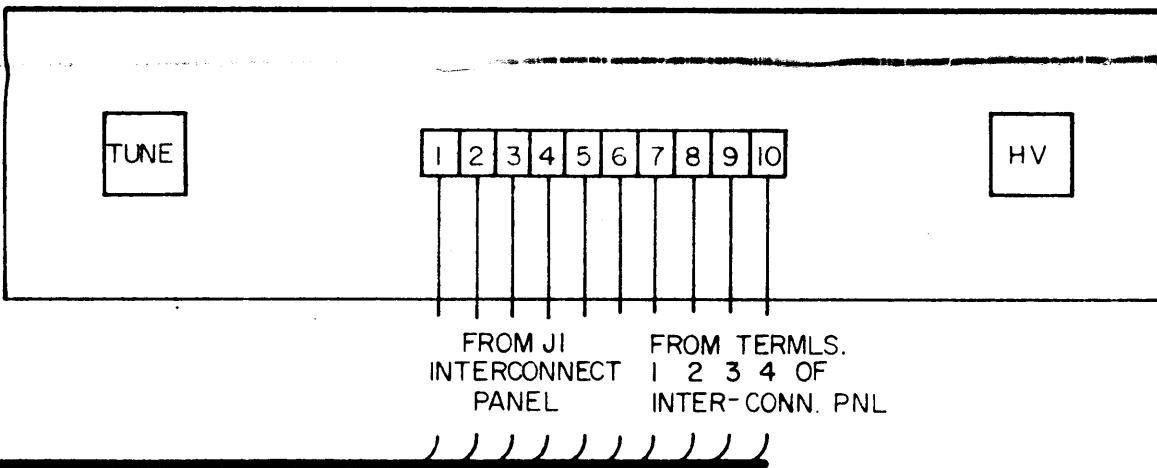 TUNE
1 2 3 4 5 6 7 8 9 10
HV
FROM J1
INTERCONNECT
PANEL
FROM TERMLS.
1 2 3 4 OF
INTER-CONN. PNL